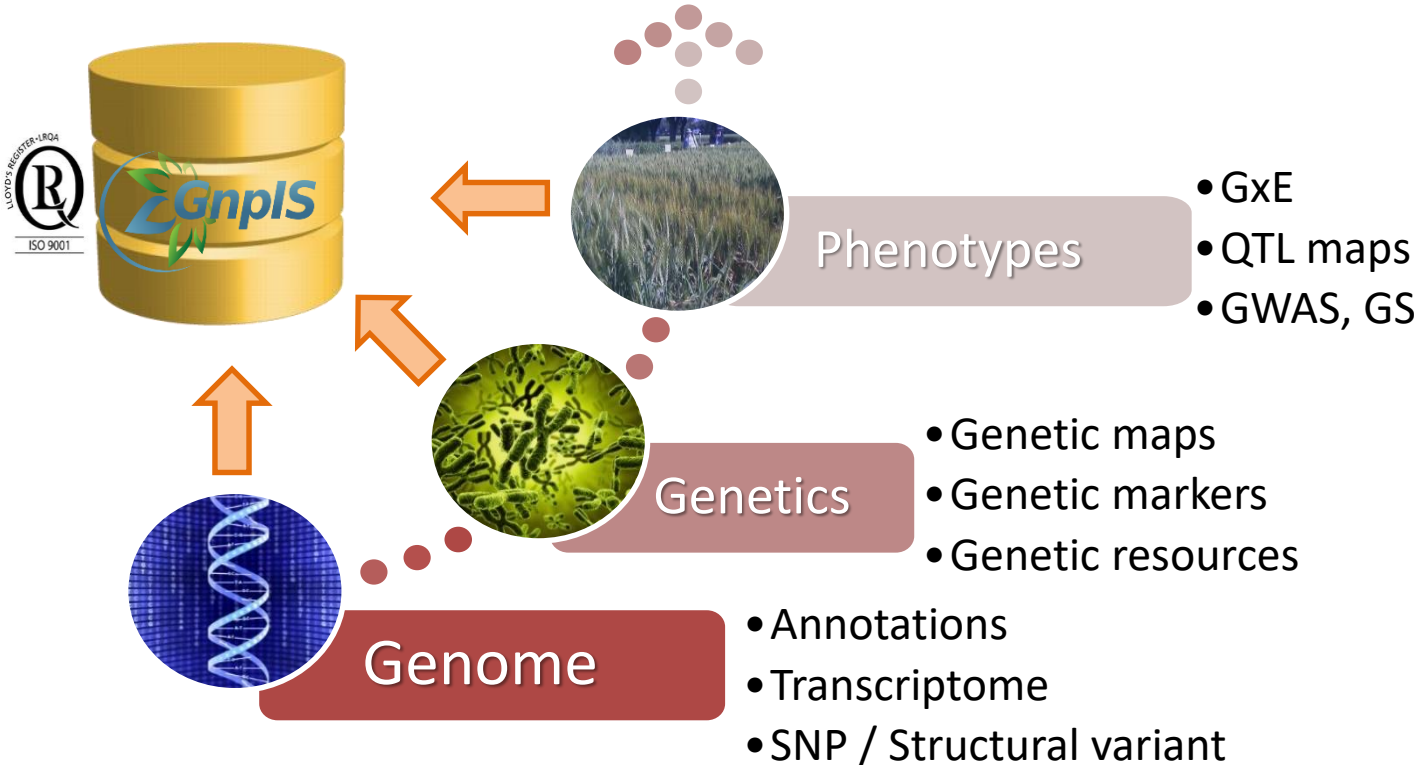 LLOYD'S REGISTER•LRQA
LRQ
ISO 9001
GnpIS
Phenotypes
•GxE
•QTL maps
•GWAS, GS
Genetics
•Genetic maps
•Genetic markers
•Genetic resources
Genome
•Annotations
•Transcriptome
•SNP / Structural variant